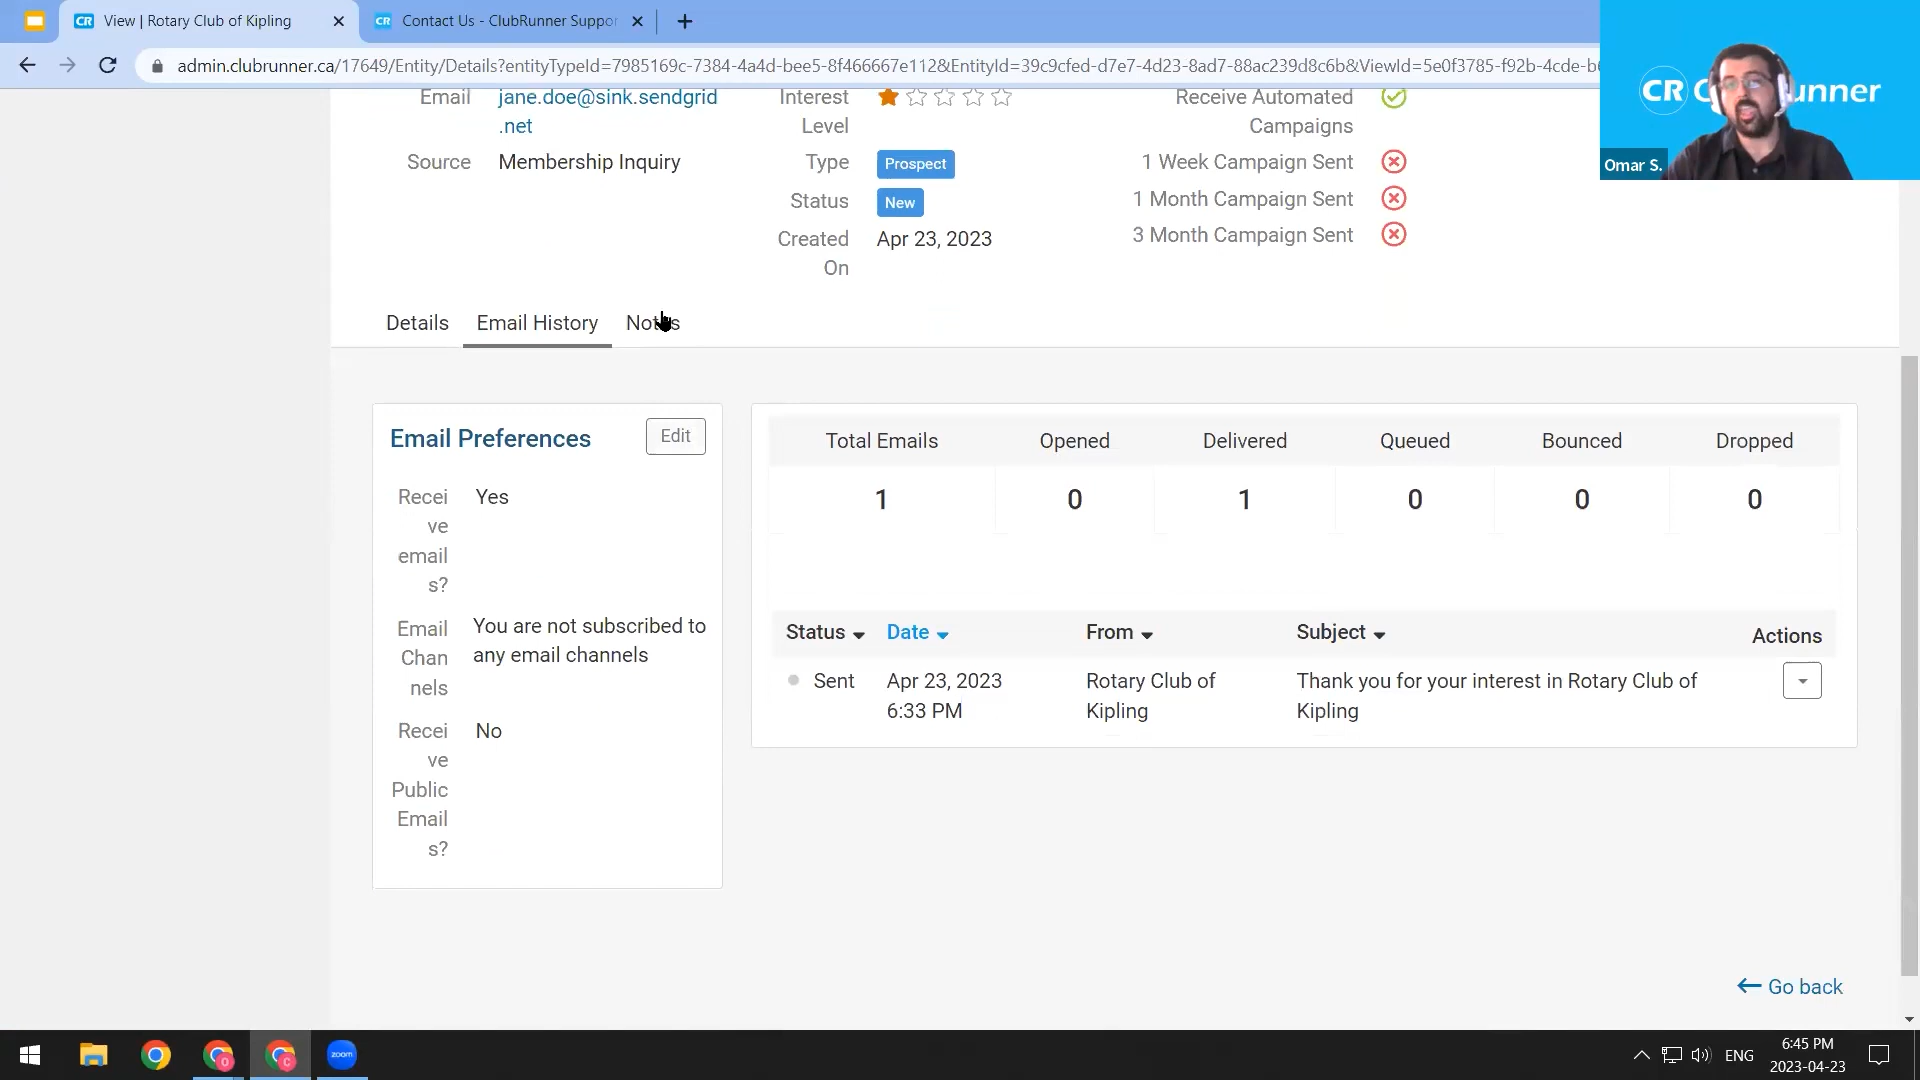 CR View | Rotary Club of Kipling
CR Contact Us - ClubRunner Suppo
admin.clubrunner.ca/17649/Entity/Details?entityTypeId=7985169c-7384-4a4d-bee5-8f466667e112&EntityId=39c9cfed-d7e7-4d23-8ad7-88ac239d8c6b&ViewId=5e0f3785-f92b-4cde-b
CR C unner
Omar S.
Email jane.doe@sink.sendgrid
.net
Source Membership Inquiry
Interest
Level
Type Prospect
Status New
Created Apr 23, 2023
On
Receive Automated
Campaigns
1 Week Campaign Sent
1 Month Campaign Sent
3 Month Campaign Sent
Details Email History Notes
Email Preferences Edit
Recei Yes
ve
email
s?
Email You are not subscribed to
Chan any email channels
nels
Recei No
ve
Public
Email
s?
Total Emails Opened Delivered Queued Bounced Dropped
1 0 1 0 0 0
Status Date From Subject Actions
Sent Apr 23, 2023 Rotary Club of Thank you for your interest in Rotary Club of
6:33 PM Kipling Kipling
Go back
zoom
ENG
6:45 PM
2023-04-23